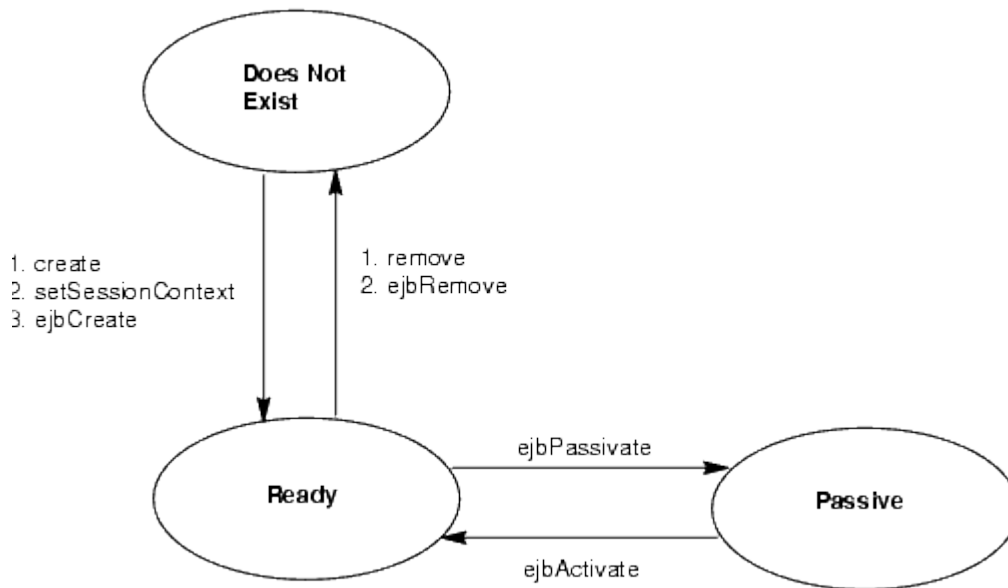 Does Not
Exist
1. create
2. setSessionContext
3. ejbCreate
1. remove
2. ejbRemove
ejbPassivate
Ready
Passive
ejbActivate